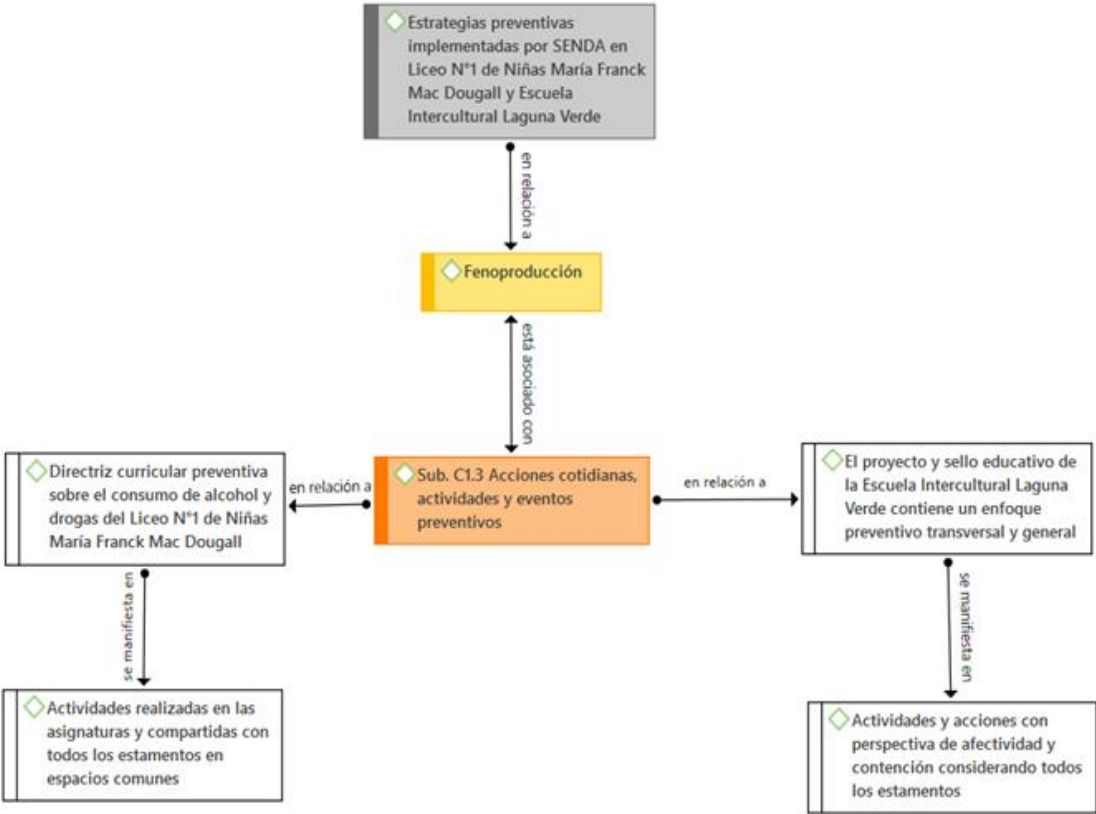 Estrategias preventivas
implementadas por SENDA en
Liceo N°1 de Niñas María Franck
Mac Dougall y Escuela
Intercultural Laguna Verde
en relación a
Fenoproducción
está asociado con
Sub. C1.3 Acciones cotidianas,
actividades y eventos
preventivos
en relación a
Directriz curricular preventiva
sobre el consumo de alcohol y
drogas del Liceo N°1 de Niñas
María Franck Mac Dougall
se manifiesta en
Actividades realizadas en las
asignaturas y compartidas con
todos los estamentos en
espacios comunes
en relación a
El proyecto y sello educativo de
la Escuela Intercultural Laguna
Verde contiene un enfoque
preventivo transversal y general
se manifiesta en
Actividades y acciones con
perspectiva de afectividad y
contención considerando todos
los estamentos